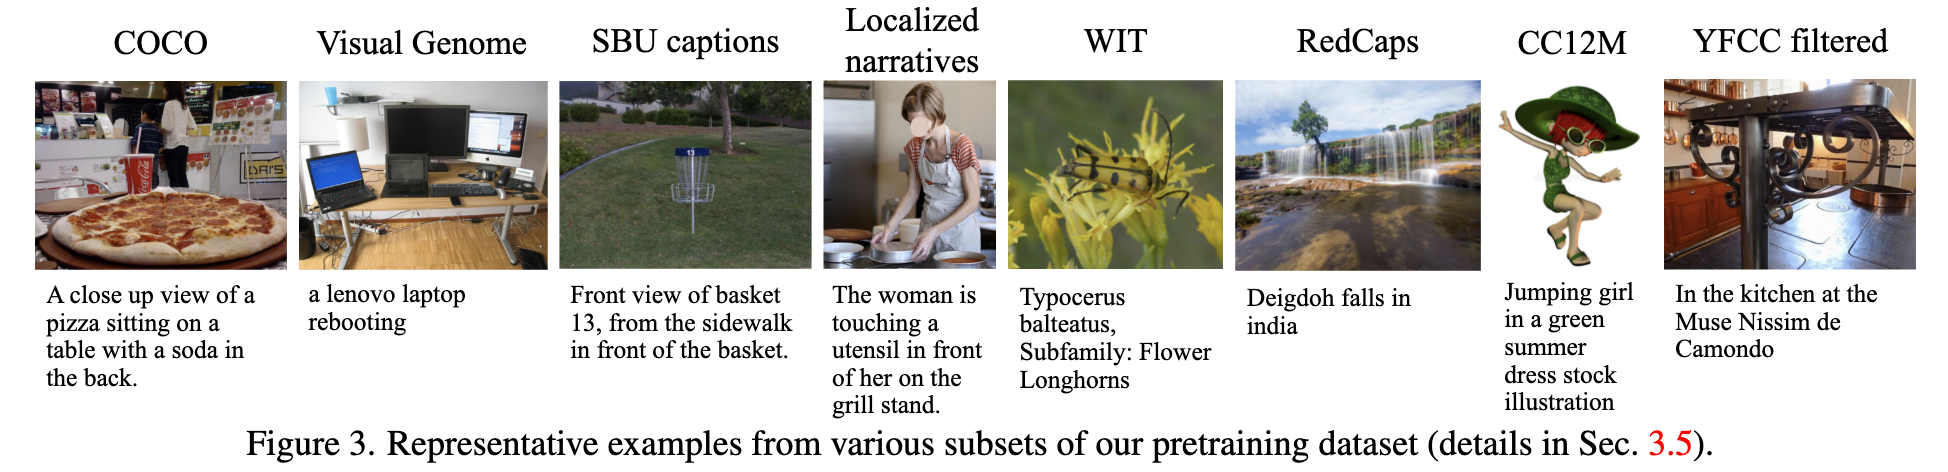 COCO
Visual Genome
SBU captions
Localized
narratives
WIT
RedCaps
CC12M
YFCC filtered
Coca-Cola
13
A close up view of a
pizza sitting on a
table with a soda in
the back.
a lenovo laptop
rebooting
Front view of basket
13, from the sidewalk
in front of the basket.
The woman is
touching a
utensil in front
of her on the
grill stand.
Typocerus
balteatus,
Subfamily: Flower
Longhorns
Deigdoh falls in
india
Jumping girl
in a green
summer
dress stock
illustration
In the kitchen at the
Muse Nissim de
Camondo
Figure 3. Representative examples from various subsets of our pretraining dataset (details in Sec. 3.5).